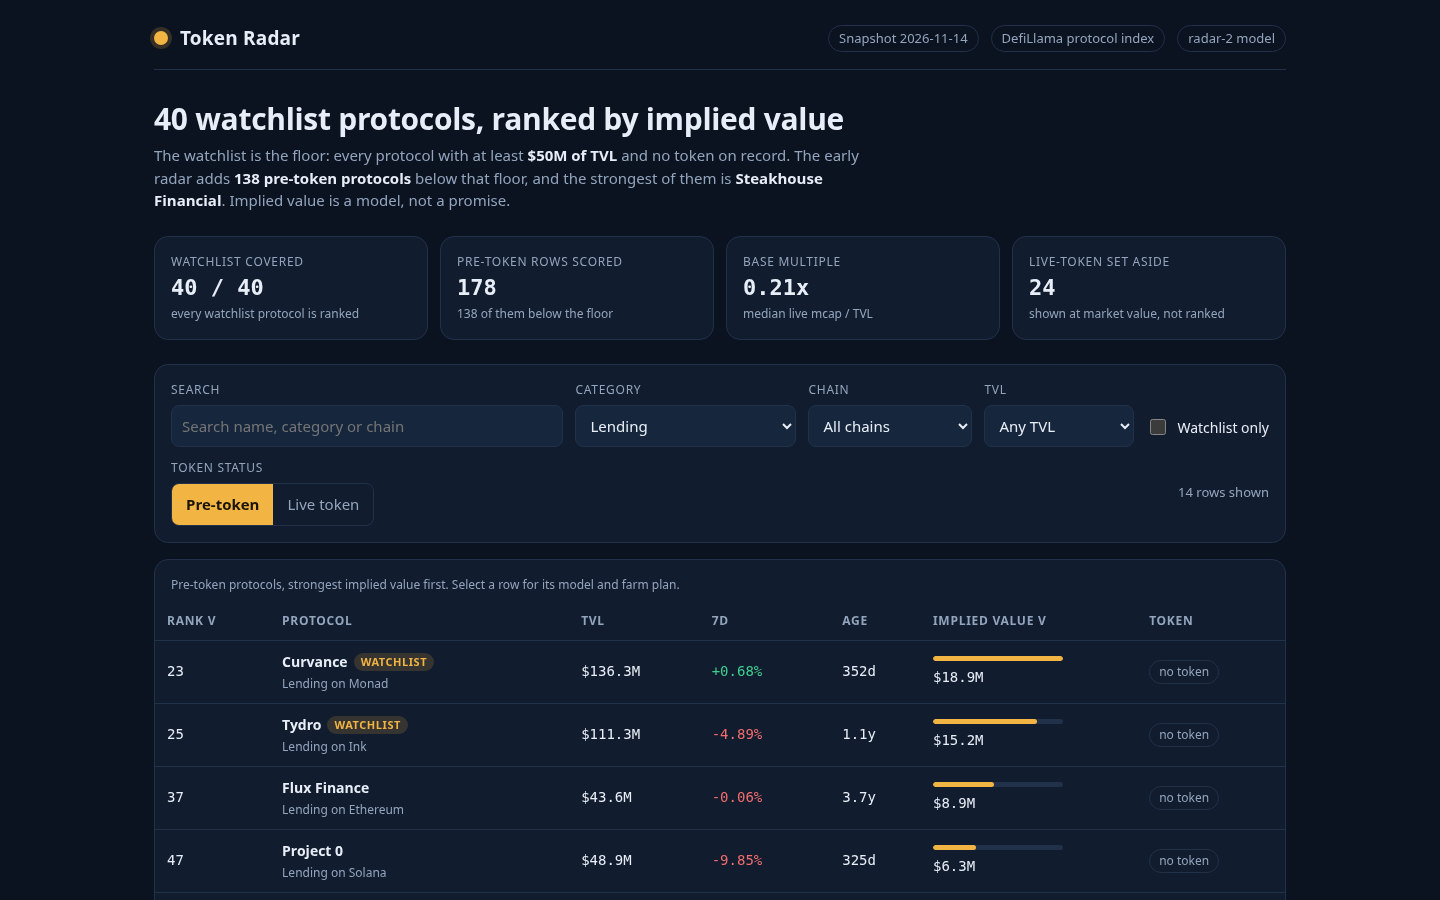 Token Radar
Snapshot 2026-11-14
DefiLlama protocol index
radar-2 model
40 watchlist protocols, ranked by implied value
The watchlist is the floor: every protocol with at least $50M of TVL and no token on record. The early
radar adds 138 pre-token protocols below that floor, and the strongest of them is Steakhouse
Financial. Implied value is a model, not a promise.
WATCHLIST COVERED
40 / 40
every watchlist protocol is ranked
PRE-TOKEN ROWS SCORED
178
138 of them below the floor
BASE MULTIPLE
0.21x
median live mcap / TVL
LIVE-TOKEN SET ASIDE
24
shown at market value, not ranked
SEARCH
Search name, category or chain
CATEGORY
Lending
CHAIN
All chains
TVL
Any TVL
Watchlist only
TOKEN STATUS
Pre-token
Live token
14 rows shown
Pre-token protocols, strongest implied value first. Select a row for its model and farm plan.
RANK V PROTOCOL TVL 7D AGE IMPLIED VALUE V TOKEN
23 Curvance WATCHLIST $136.3M +0.68% 352d $18.9M no token
Lending on Monad
25 Tydro WATCHLIST $111.3M -4.89% 1.1y $15.2M no token
Lending on Ink
37 Flux Finance $43.6M -0.06% 3.7y $8.9M no token
Lending on Ethereum
47 Project 0 $48.9M -9.85% 325d $6.3M no token
Lending on Solana